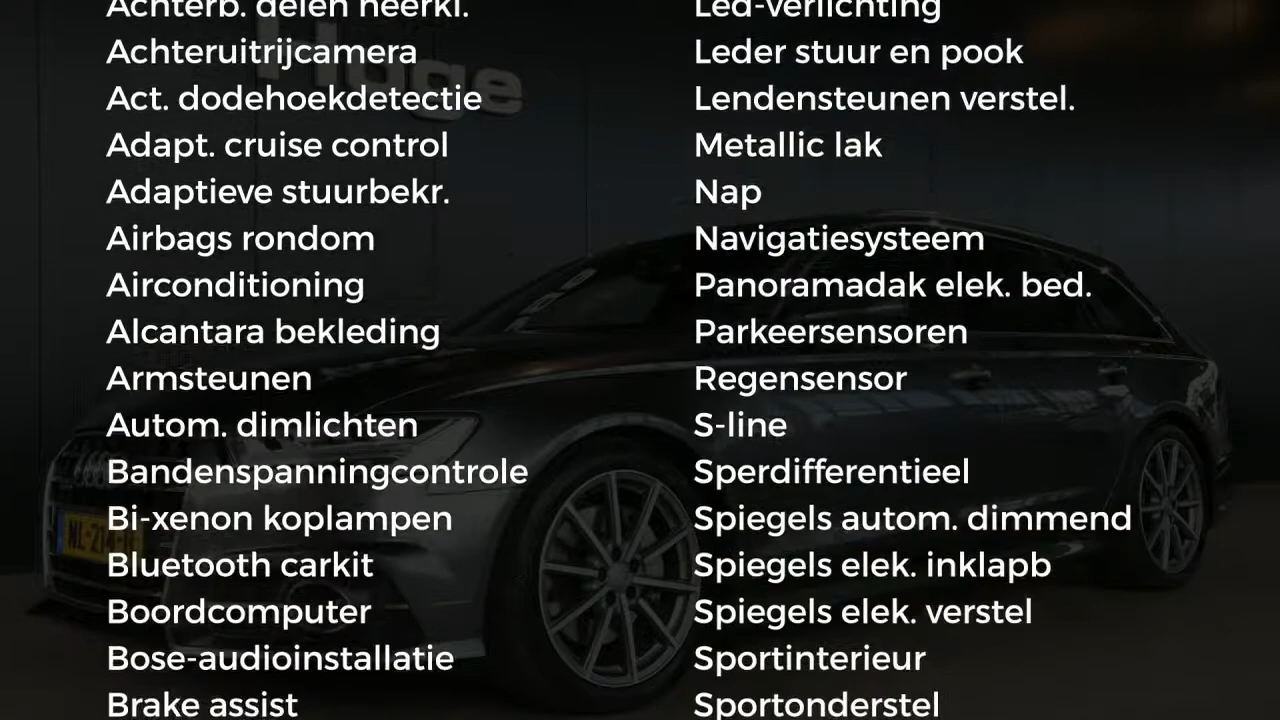 Achterb. delen neerkl.
Achteruitrijcamera
Act. dodehoekdetectie
Adapt. cruise control
Adaptieve stuurbekr.
Airbags rondom
Airconditioning
Alcantara bekleding
Armsteunen
Autom. dimlichten
Bandenspanningcontrole
Bi-xenon koplampen
Bluetooth carkit
Boordcomputer
Bose-audioinstallatie
Brake assist
Led-verlichting
Leder stuur en pook
Lendensteunen verstel.
Metallic lak
Nap
Navigatiesysteem
Panoramadak elek. bed.
Parkeersensoren
Regensensor
S-line
Sperdifferentieel
Spiegels autom. dimmend
Spiegels elek. inklapb
Spiegels elek. verstel
Sportinterieur
Sportonderstel
Huge